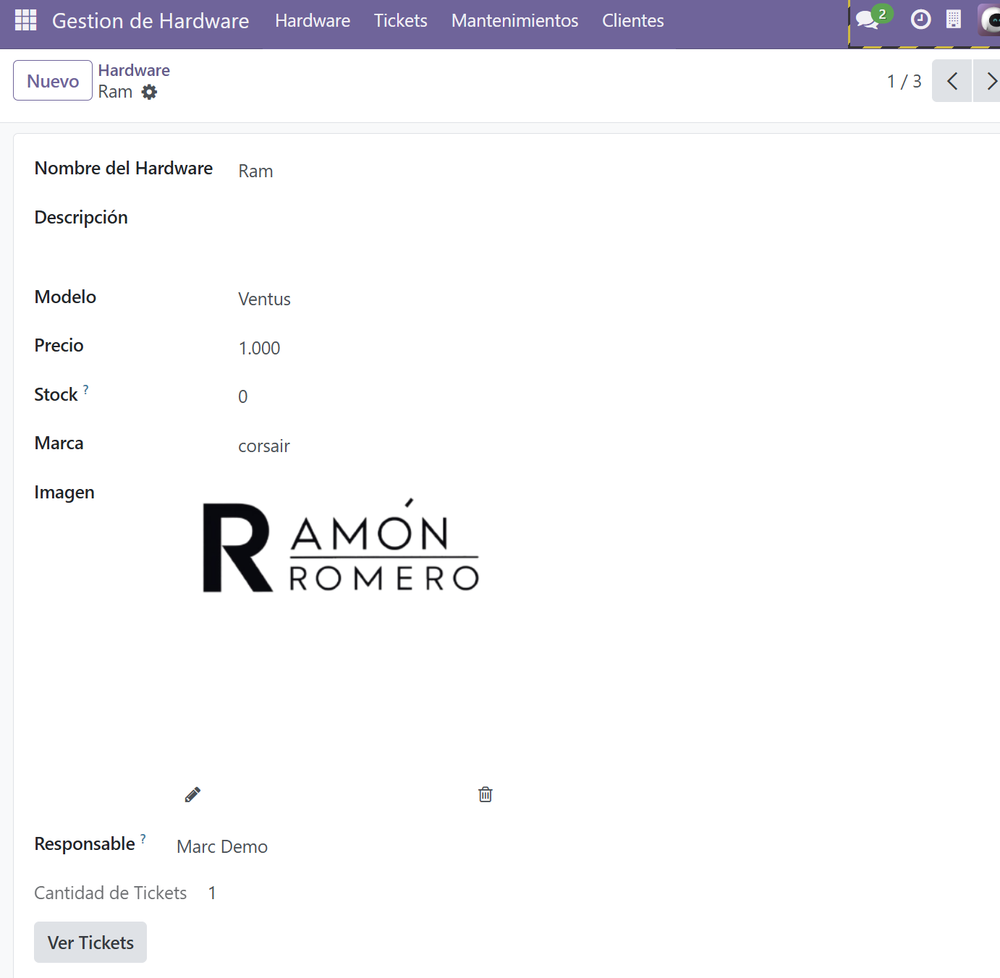 Gestion de Hardware Hardware Tickets Mantenimientos Clientes 2
Nuevo
Hardware
Ram
1 / 3
Nombre del Hardware Ram
Descripción
Modelo Ventus
Precio 1.000
Stock ? 0
Marca corsair
Imagen
RAMÓN
ROMERO
Responsable ? Marc Demo
Cantidad de Tickets 1
Ver Tickets